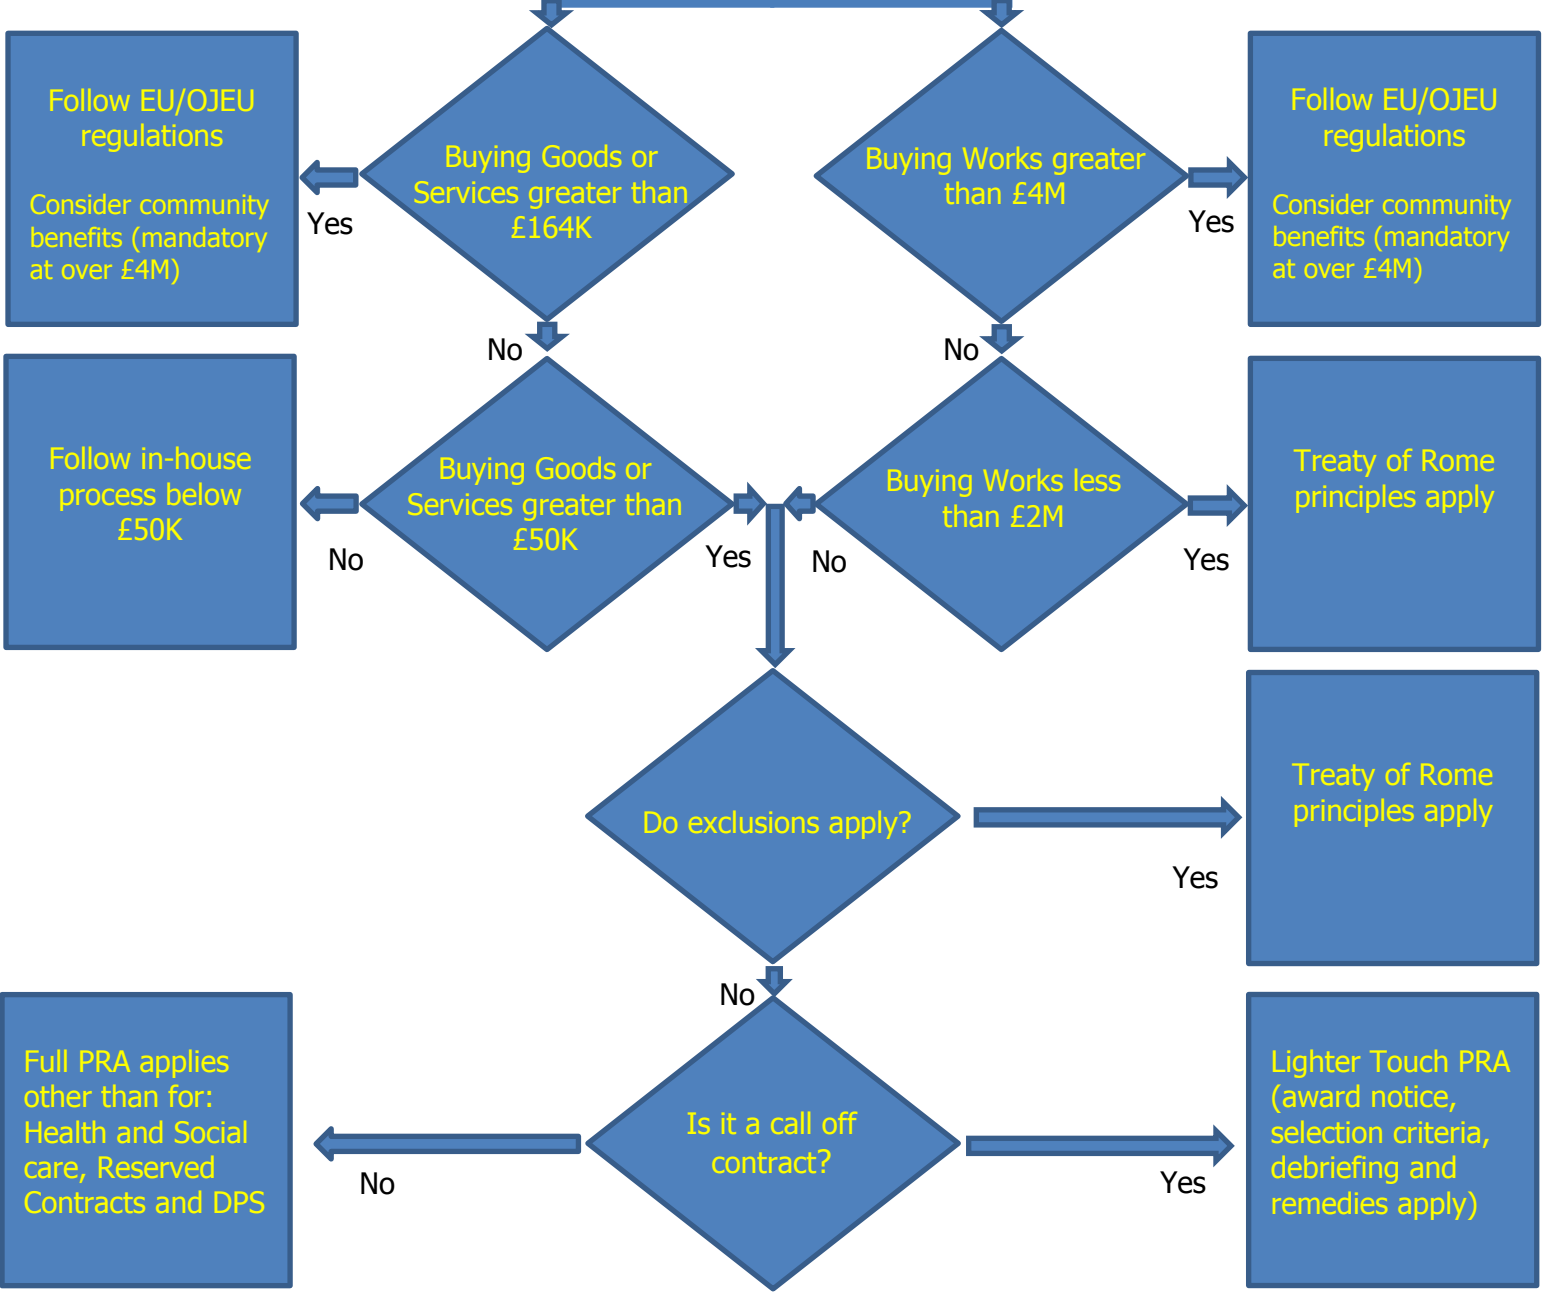 Follow EU/OJEU
regulations
Consider community
benefits (mandatory
at over £4M)
Yes
Buying Goods or
Services greater than
£164K
Buying Works greater
than £4M
Yes
Follow EU/OJEU
regulations
Consider community
benefits (mandatory
at over £4M)
No
No
Follow in-house
process below
£50K
No
Buying Goods or
Services greater than
£50K
Yes
No
Buying Works less
than £2M
Yes
Treaty of Rome
principles apply
Do exclusions apply?
Yes
Treaty of Rome
principles apply
No
Full PRA applies
other than for:
Health and Social
care, Reserved
Contracts and DPS
No
Is it a call off
contract?
Yes
Lighter Touch PRA
(award notice,
selection criteria,
debriefing and
remedies apply)